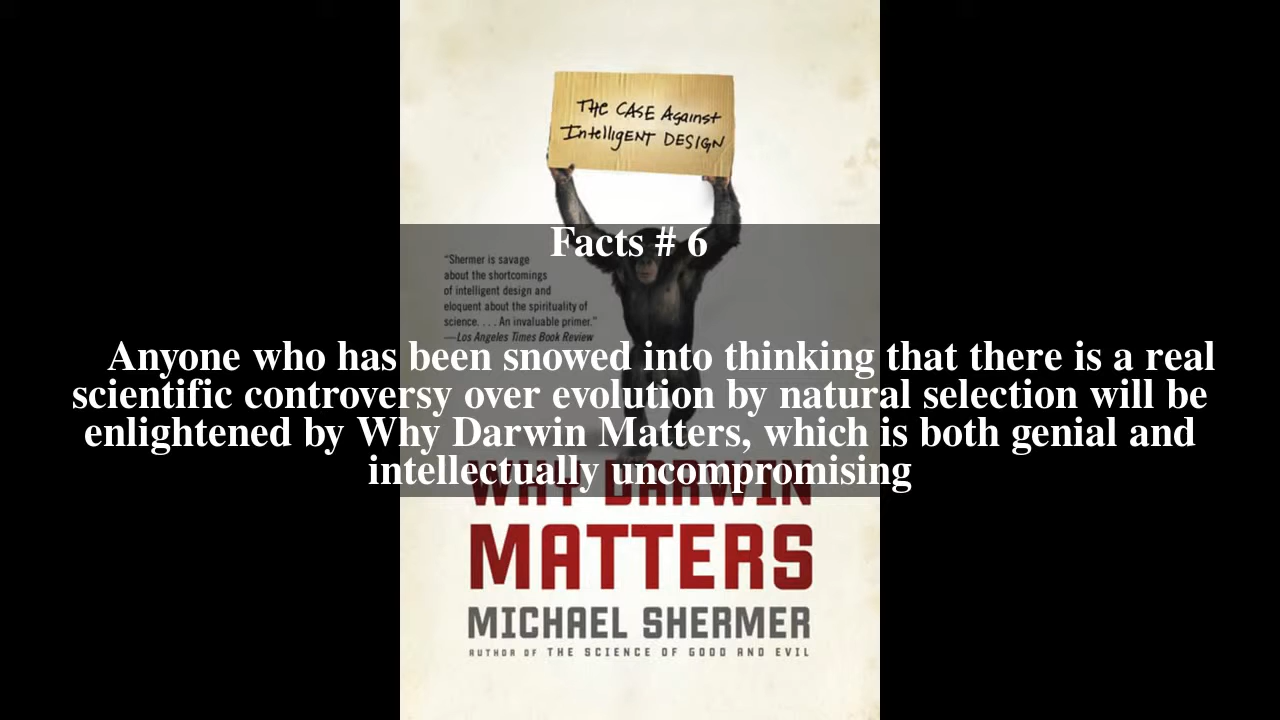 THE CASE Against
Intelligent DESIGN
Facts # 6
"Shermer is savage
about the shortcomings
of intelligent design and
eloquent about the spirituality of
science. . . . An invaluable primer."
—Los Angeles Times Book Review
Anyone who has been snowed into thinking that there is a real
scientific controversy over evolution by natural selection will be
enlightened by Why Darwin Matters, which is both genial and
intellectually uncompromising
WHY DARWIN
MATTERS
MICHAEL SHERMER
AUTHOR OF THE SCIENCE OF GOOD AND EVIL